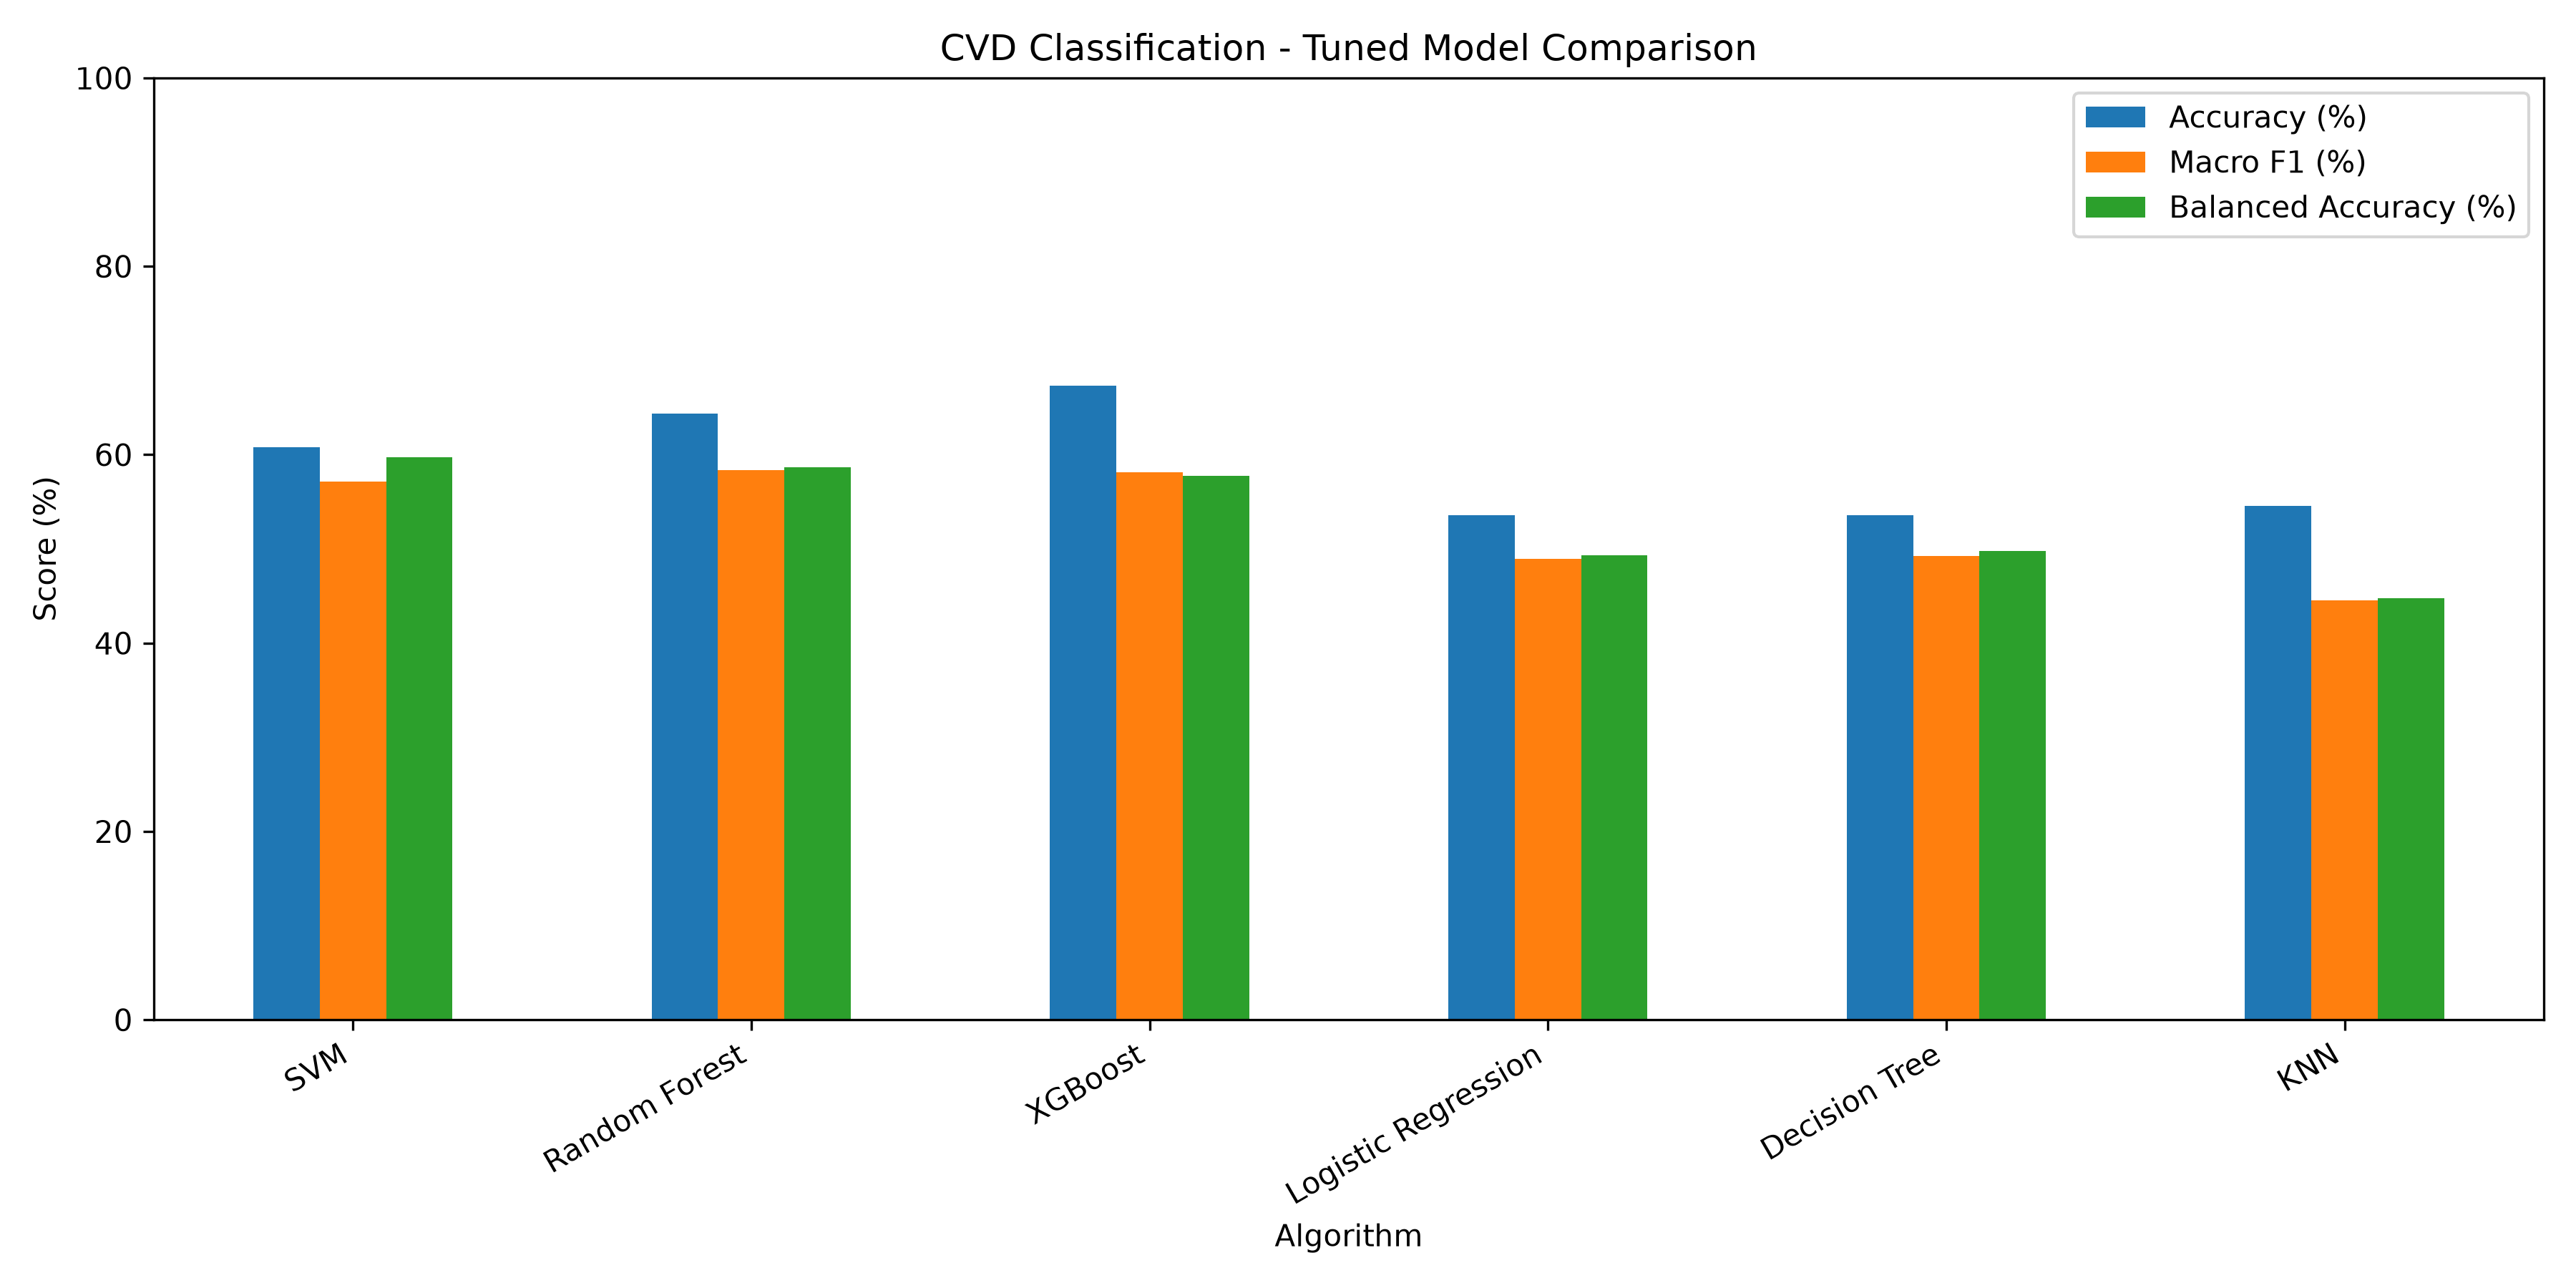 CVD Classification - Tuned Model Comparison
100
80
60
40
20
0
Score (%)
Accuracy (%)
Macro F1 (%)
Balanced Accuracy (%)
SVM
Random Forest
XGBoost
Logistic Regression
Decision Tree
KNN
Algorithm